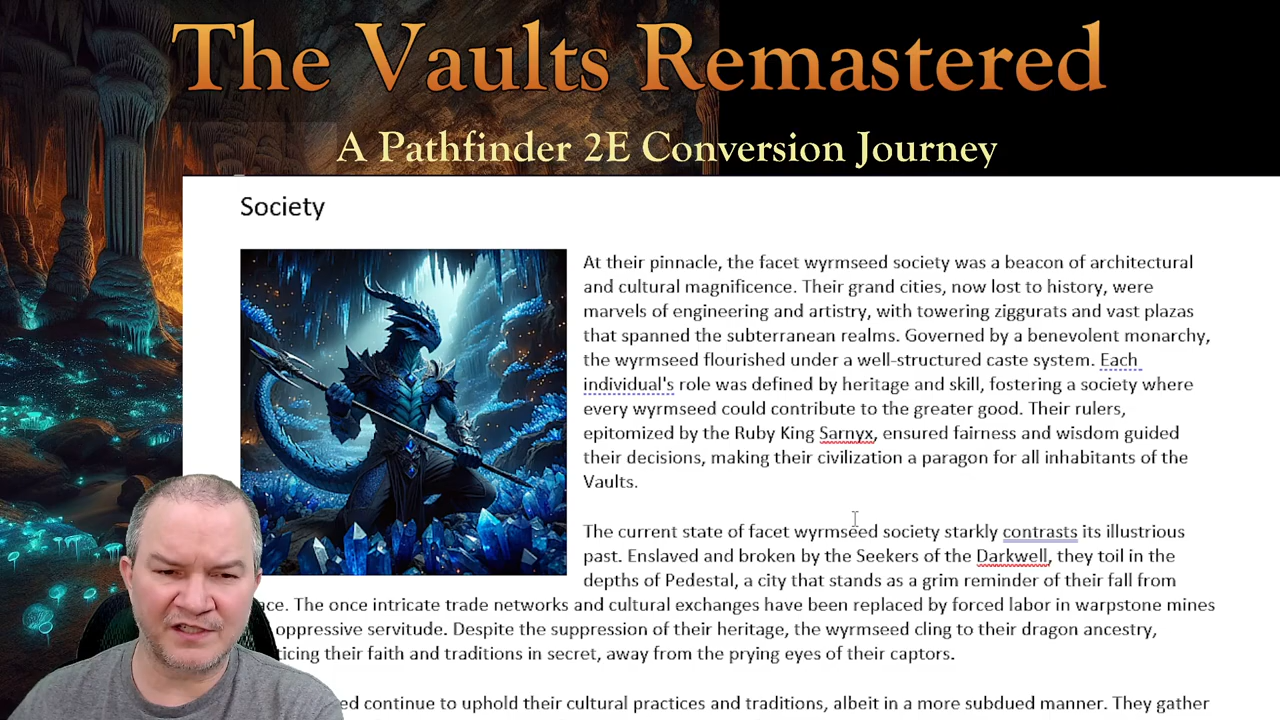 The Vaults Remastered
A Pathfinder 2E Conversion Journey
Society
At their pinnacle, the facet wyrmseed society was a beacon of architectural
and cultural magnificence. Their grand cities, now lost to history, were
marvels of engineering and artistry, with towering ziggurats and vast plazas
that spanned the subterranean realms. Governed by a benevolent monarchy,
the wyrmseed flourished under a well-structured caste system. Each
individual's role was defined by heritage and skill, fostering a society where
every wyrmseed could contribute to the greater good. Their rulers,
epitomized by the Ruby King Sarnyx, ensured fairness and wisdom guided
their decisions, making their civilization a paragon for all inhabitants of the
Vaults.
The current state of facet wyrmseed society starkly contrasts its illustrious
past. Enslaved and broken by the Seekers of the Darkwell, they toil in the
depths of Pedestal, a city that stands as a grim reminder of their fall from
The once intricate trade networks and cultural exchanges have been replaced by forced labor in warpstone mines
oppressive servitude. Despite the suppression of their heritage, the wyrmseed cling to their dragon ancestry,
their faith and traditions in secret, away from the prying eyes of their captors.
continue to uphold their cultural practices and traditions, albeit in a more subdued manner. They gather